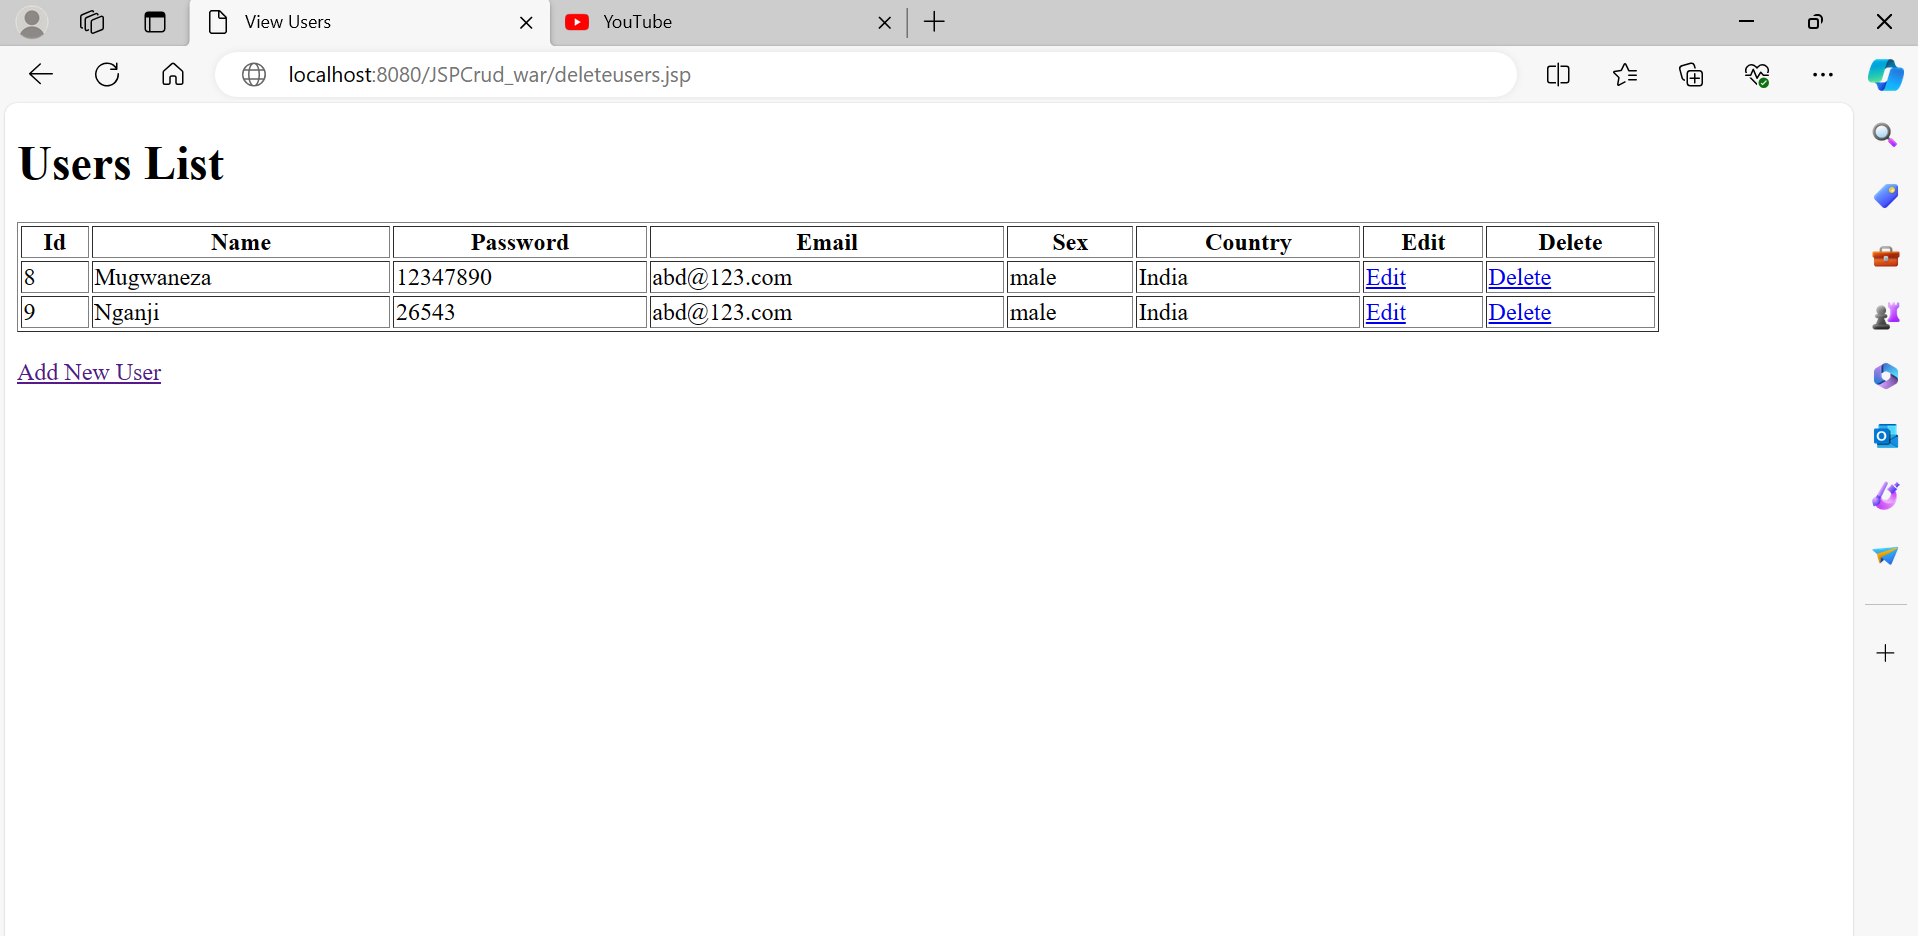 View Users
YouTube
localhost:8080/JSPCrud_war/deleteusers.jsp
Users List
Id Name Password Email Sex Country Edit Delete
8 Mugwaneza 12347890 abd@123.com male India Edit Delete
9 Nganji 26543 abd@123.com male India Edit Delete
Add New User